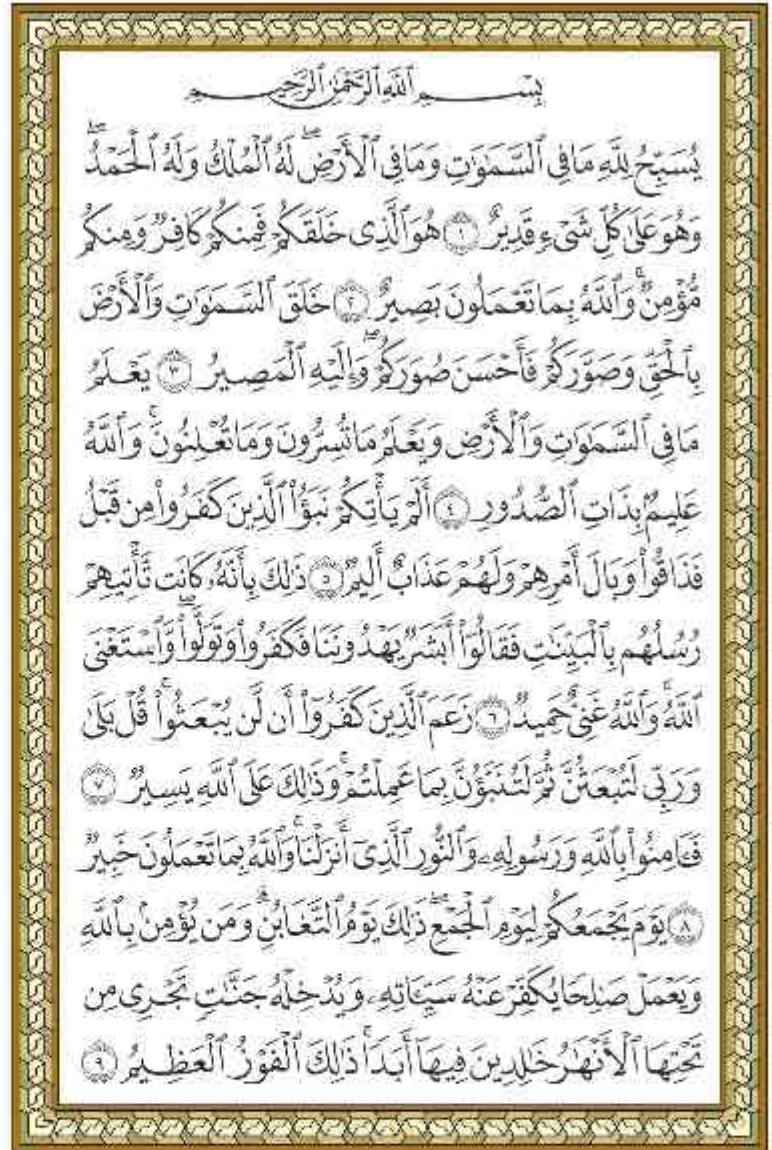 بِسْمِ ٱللَّهِ ٱلرَّحْمَٰنِ ٱلرَّحِيمِ
يُسَبِّحُ لِلَّهِ مَا فِى ٱلسَّمَٰوَٰتِ وَمَا فِى ٱلْأَرْضِ ۖ لَهُ ٱلْمُلْكُ وَلَهُ ٱلْحَمْدُ ۖ
وَهُوَ عَلَىٰ كُلِّ شَىْءٍ قَدِيرٌ ١ هُوَ ٱلَّذِى خَلَقَكُمْ فَمِنكُمْ كَافِرٌ وَمِنكُم
مُّؤْمِنٌ ۚ وَٱللَّهُ بِمَا تَعْمَلُونَ بَصِيرٌ ٢ خَلَقَ ٱلسَّمَٰوَٰتِ وَٱلْأَرْضَ
بِٱلْحَقِّ وَصَوَّرَكُمْ فَأَحْسَنَ صُوَرَكُمْ ۖ وَإِلَيْهِ ٱلْمَصِيرُ ٣ يَعْلَمُ
مَا فِى ٱلسَّمَٰوَٰتِ وَٱلْأَرْضِ وَيَعْلَمُ مَا تُسِرُّونَ وَمَا تُعْلِنُونَ ۚ وَٱللَّهُ
عَلِيمٌۢ بِذَاتِ ٱلصُّدُورِ ٤ أَلَمْ يَأْتِكُمْ نَبَؤُا۟ ٱلَّذِينَ كَفَرُوا۟ مِن قَبْلُ
فَذَاقُوا۟ وَبَالَ أَمْرِهِمْ وَلَهُمْ عَذَابٌ أَلِيمٌ ٥ ذَٰلِكَ بِأَنَّهُۥ كَانَت تَّأْتِيهِمْ
رُسُلُهُم بِٱلْبَيِّنَٰتِ فَقَالُوٓا۟ أَبَشَرٌ يَهْدُونَنَا فَكَفَرُوا۟ وَتَوَلَّوا۟ ۖ وَّٱسْتَغْنَى
ٱللَّهُ ۚ وَٱللَّهُ غَنِىٌّ حَمِيدٌ ٦ زَعَمَ ٱلَّذِينَ كَفَرُوٓا۟ أَن لَّن يُبْعَثُوا۟ ۚ قُلْ بَلَىٰ
وَرَبِّى لَتُبْعَثُنَّ ثُمَّ لَتُنَبَّؤُنَّ بِمَا عَمِلْتُمْ ۚ وَذَٰلِكَ عَلَى ٱللَّهِ يَسِيرٌ ٧
فَـَٔامِنُوا۟ بِٱللَّهِ وَرَسُولِهِۦ وَٱلنُّورِ ٱلَّذِىٓ أَنزَلْنَا ۚ وَٱللَّهُ بِمَا تَعْمَلُونَ خَبِيرٌ
٨ يَوْمَ يَجْمَعُكُمْ لِيَوْمِ ٱلْجَمْعِ ۖ ذَٰلِكَ يَوْمُ ٱلتَّغَابُنِ ۗ وَمَن يُؤْمِنۢ بِٱللَّهِ
وَيَعْمَلْ صَٰلِحًا يُكَفِّرْ عَنْهُ سَيِّـَٔاتِهِۦ وَيُدْخِلْهُ جَنَّٰتٍ تَجْرِى مِن
تَحْتِهَا ٱلْأَنْهَٰرُ خَٰلِدِينَ فِيهَآ أَبَدًا ۚ ذَٰلِكَ ٱلْفَوْزُ ٱلْعَظِيمُ ٩